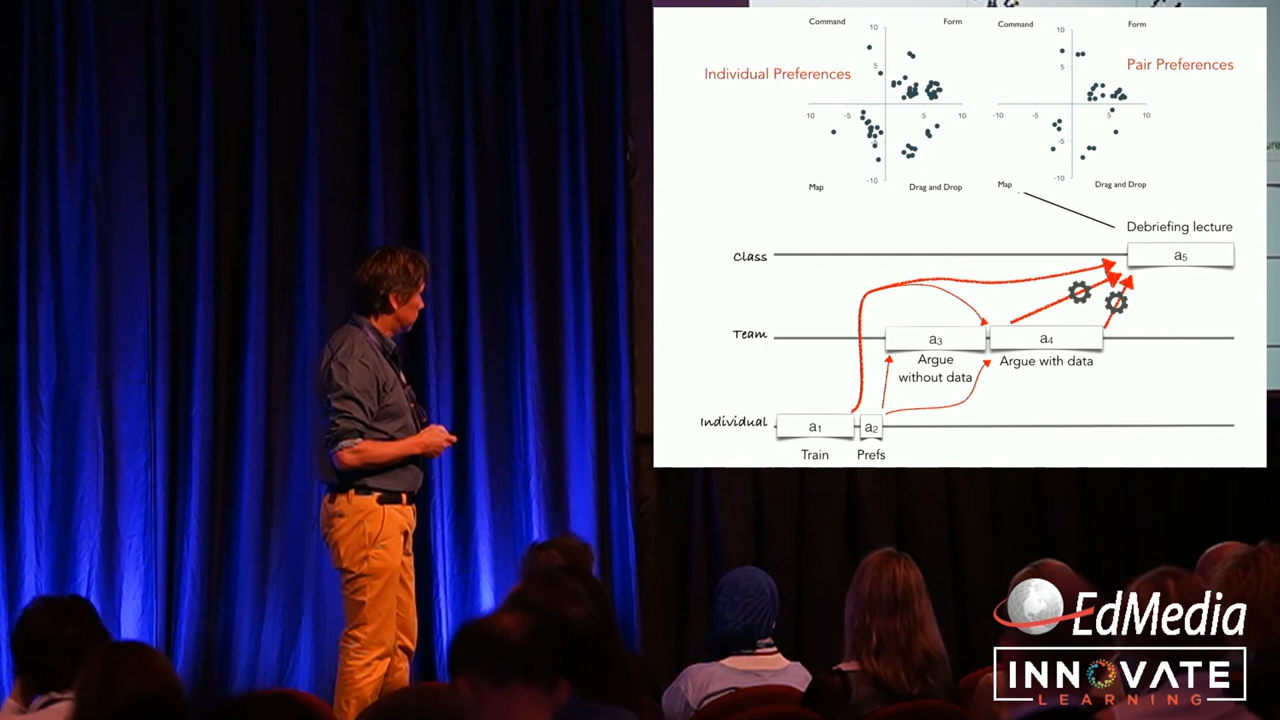 Command Form
Command Form
Individual Preferences
Pair Preferences
10
5
-10 -5 5 10
-5
-10
10
5
-10 -5 5 10
-5
-10
Map Drag and Drop
Map Drag and Drop
Debriefing lecture
Class
a5
Team
a3
a4
Argue
without data
Argue with data
Individual
a1
a2
Train
Prefs
EdMedia
INNOVATE
LEARNING